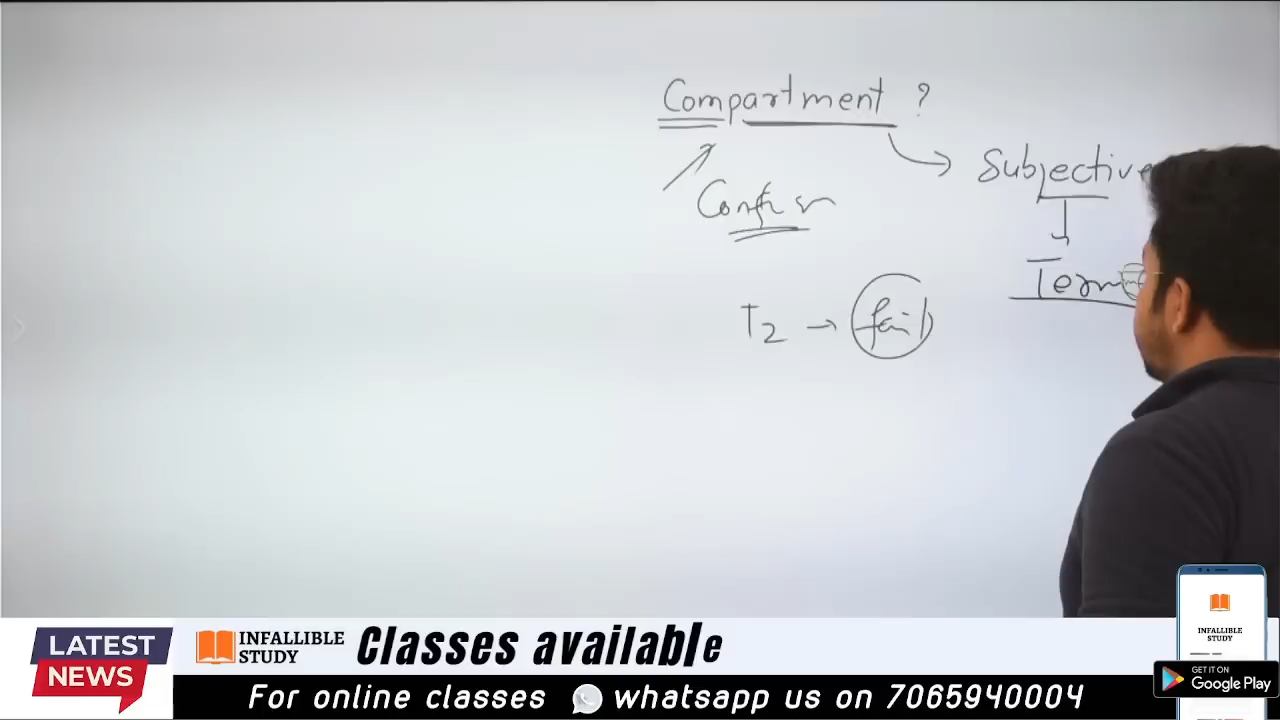 Compartment ?
Subjective
Confirm
Term
T2 → fail
LATEST
NEWS
INFALLIBLE
STUDY
Classes available
For online classes whatsapp us on 7065940004
INFALLIBLE
STUDY
GET IT ON
Google Play